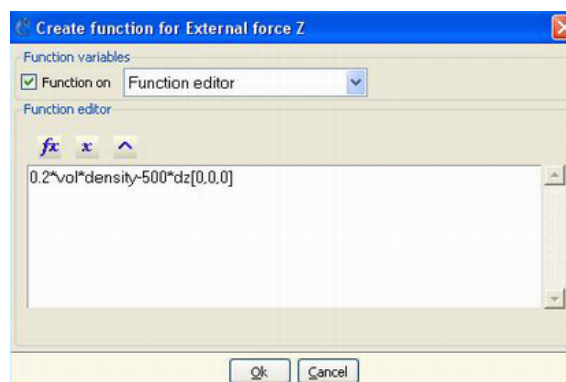 Create function for External force Z
Function variables
Function on Function editor
Function editor
fx x ^
0.2*vol*density-500*dz[0,0,0]
Ok Cancel